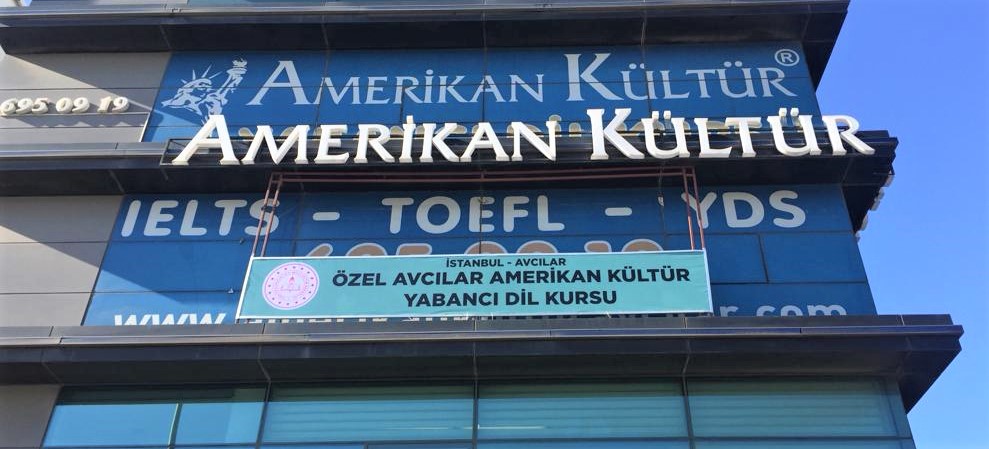 AMERİKAN KÜLTÜR®
695 09 19
AMERİKAN KÜLTÜR
IELTS - TOEFL - YDS
İSTANBUL - AVCILAR
ÖZEL AVCILAR AMERİKAN KÜLTÜR
YABANCI DİL KURSU